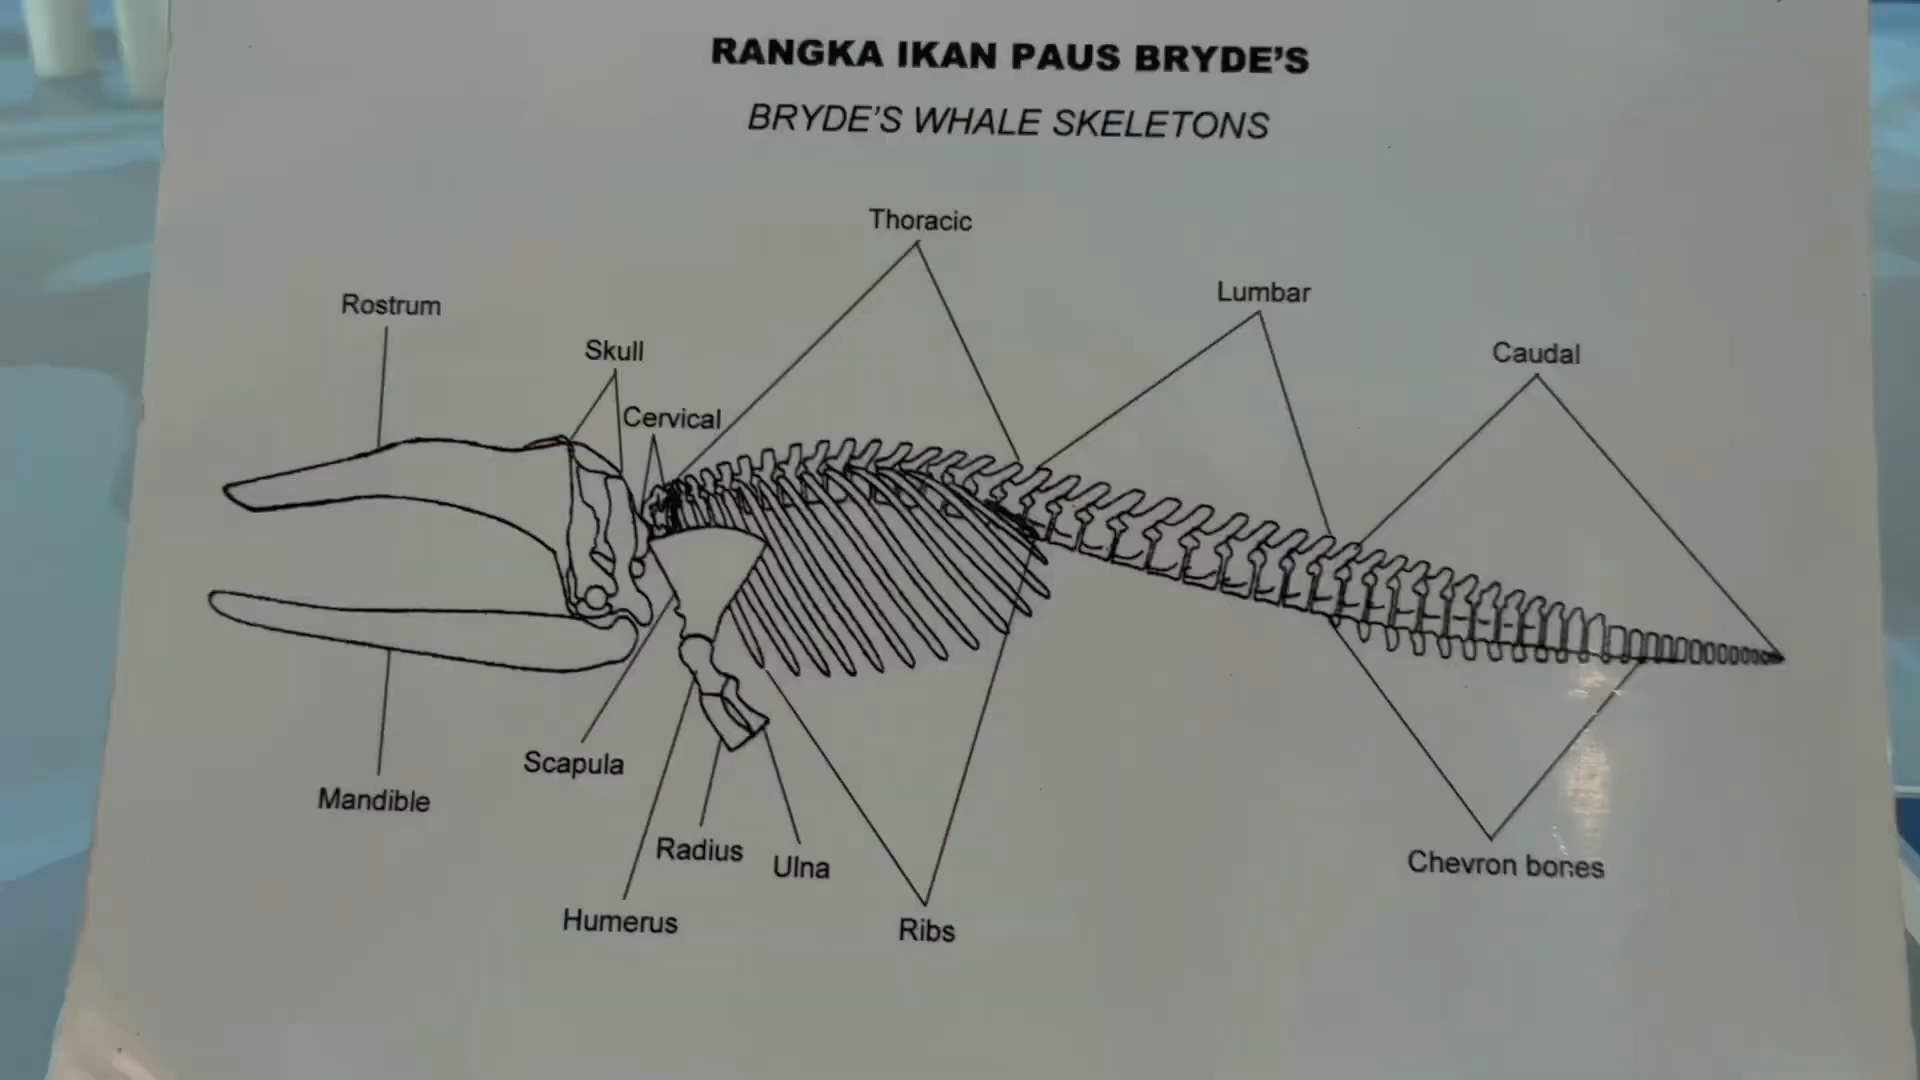 RANGKA IKAN PAUS BRYDE'S
BRYDE'S WHALE SKELETONS
Thoracic
Lumbar
Rostrum
Skull
Caudal
Cervical
Scapula
Mandible
Radius
Ulna
Chevron bones
Humerus
Ribs